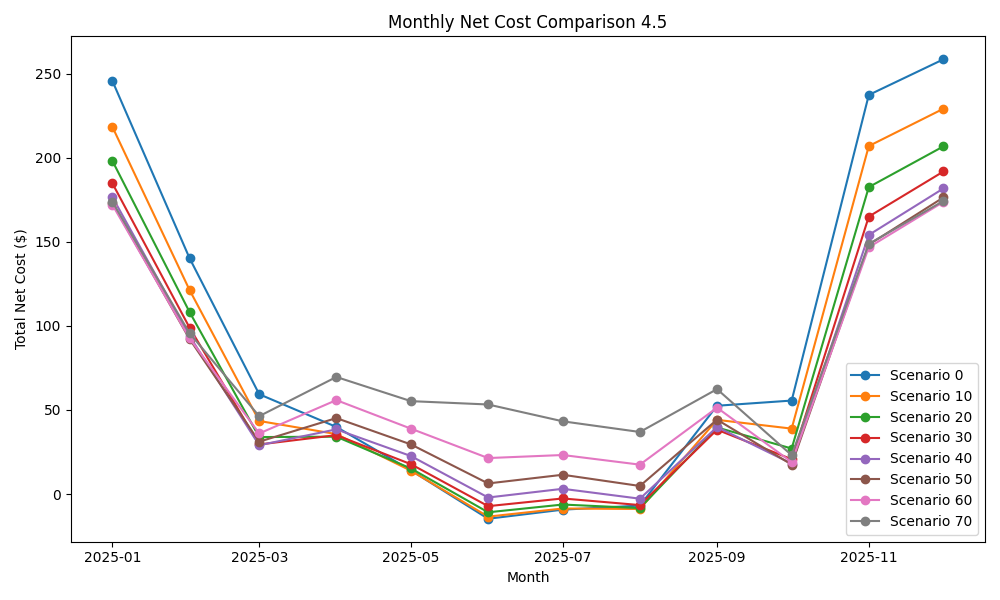 Monthly Net Cost Comparison 4.5
Total Net Cost ($)
250
200
150
100
50
0
2025-01
2025-03
2025-05
2025-07
2025-09
2025-11
Month
Scenario 0
Scenario 10
Scenario 20
Scenario 30
Scenario 40
Scenario 50
Scenario 60
Scenario 70